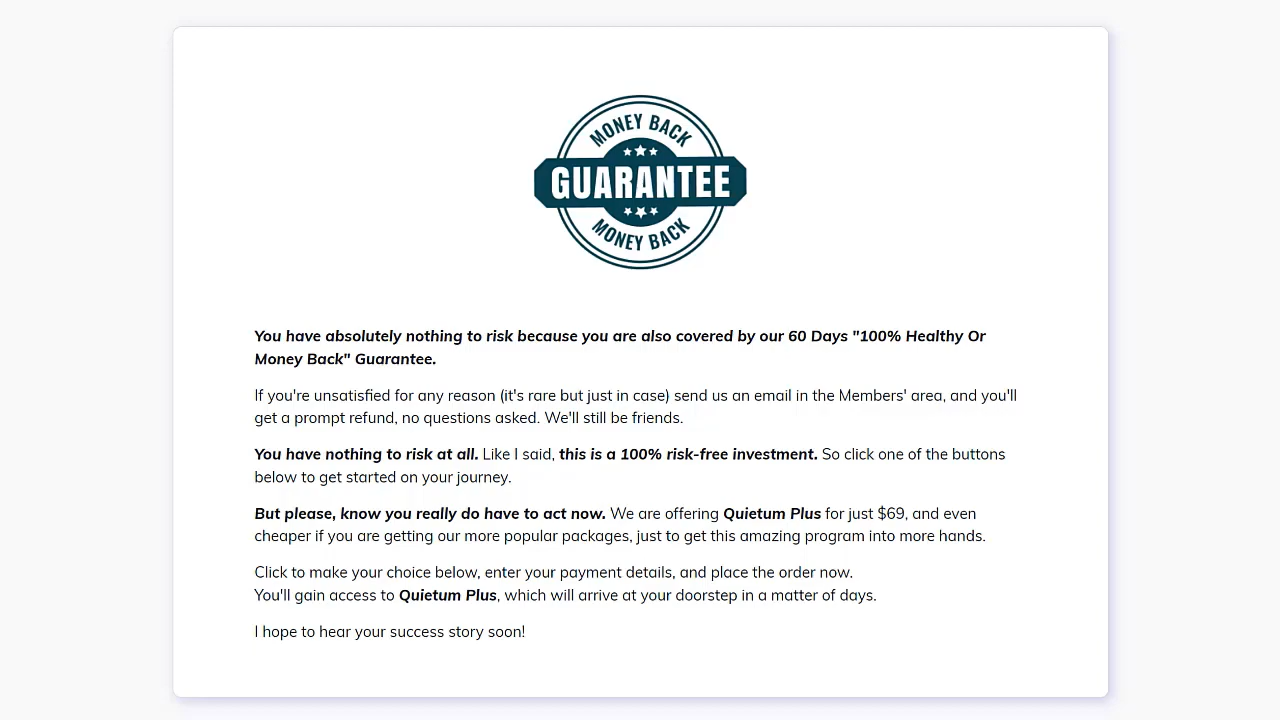 MONEY BACK
GUARANTEE
MONEY BACK
You have absolutely nothing to risk because you are also covered by our 60 Days "100% Healthy Or
Money Back" Guarantee.
If you're unsatisfied for any reason (it's rare but just in case) send us an email in the Members' area, and you'll
get a prompt refund, no questions asked. We'll still be friends.
You have nothing to risk at all. Like I said, this is a 100% risk-free investment. So click one of the buttons
below to get started on your journey.
But please, know you really do have to act now. We are offering Quietum Plus for just $69, and even
cheaper if you are getting our more popular packages, just to get this amazing program into more hands.
Click to make your choice below, enter your payment details, and place the order now.
You'll gain access to Quietum Plus, which will arrive at your doorstep in a matter of days.
I hope to hear your success story soon!